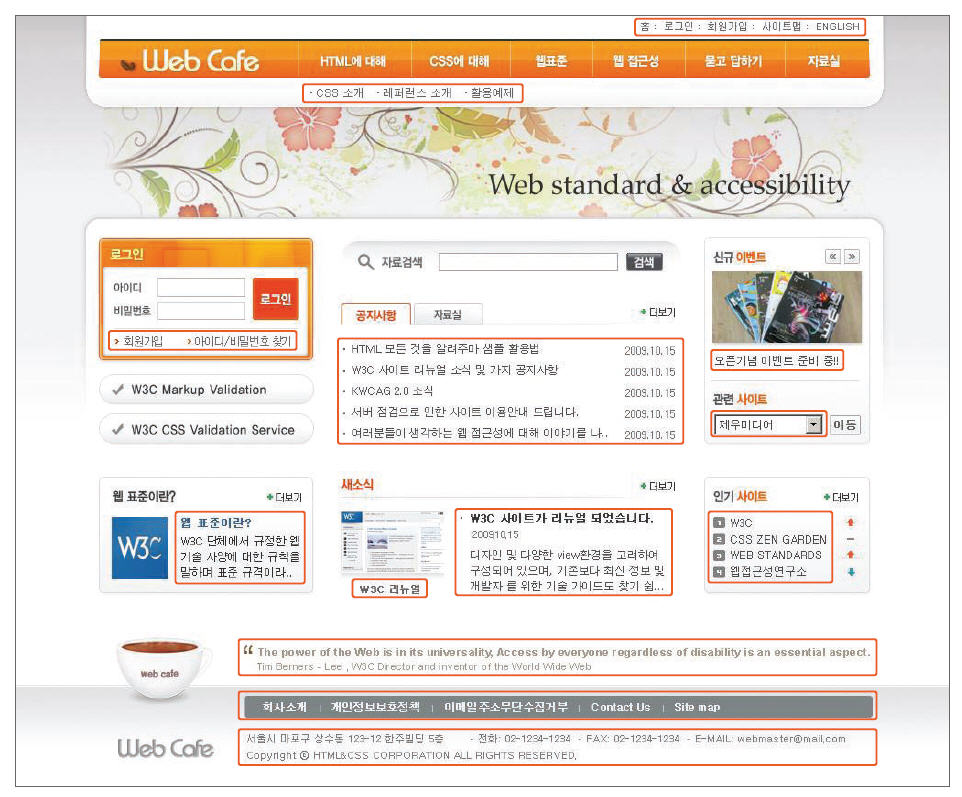 홈 : 로그인 : 회원가입 : 사이트맵 : ENGLISH
Web Cafe
HTML에 대해 CSS에 대해 웹표준 웹 접근성 묻고 답하기 자료실
· CSS 소개 · 레퍼런스 소개 · 활용예제
Web standard & accessibility
로그인
아이디
비밀번호
로그인
› 회원가입 › 아이디/비밀번호 찾기
W3C Markup Validation
W3C CSS Validation Service
자료검색
검색
공지사항 자료실 + 더보기
· HTML 모든 것을 알려주마 샘플 활용법 2009.10.15
· W3C 사이트 리뉴얼 소식 및 가지 공지사항 2009.10.15
· KWCAG 2.0 소식 2009.10.15
· 서버 점검으로 인한 사이트 이용안내 드립니다. 2009.10.15
· 여러분들이 생각하는 웹 접근성에 대해 이야기를 나.. 2009.10.15
신규 이벤트 « »
오픈기념 이벤트 준비 중!!
관련 사이트
제우미디어 이동
웹 표준이란? + 더보기
W3C
웹 표준이란?
W3C 단체에서 규정한 웹
기술 사양에 대한 규칙을
말하며 표준 규격이라..
새소식 + 더보기
W3C 리뉴얼
· W3C 사이트가 리뉴얼 되었습니다.
2009.10.15
디자인 및 다양한 view환경을 고려하여
구성되어 있으며, 기존보다 최신 정보 및
개발자 를 위한 기술 가이드도 찾기 쉽...
인기 사이트 + 더보기
1 W3C
2 CSS ZEN GARDEN
3 WEB STANDARDS
4 웹접근성연구소
web cafe
“ The power of the Web is in its universality, Access by everyone regardless of disability is an essential aspect.
Tim Berners - Lee , W3C Director and inventor of the World Wide Web
회사소개 | 개인정보보호정책 | 이메일주소무단수집거부 | Contact Us | Site map
Web Cafe
서울시 마포구 상수동 123-12 한주빌딩 5층 - 전화: 02-1234-1234 - FAX: 02-1234-1234 - E-MAIL: webmaster@mail.com
Copyright ⓒ HTML&CSS CORPORATION ALL RIGHTS RESERVED.